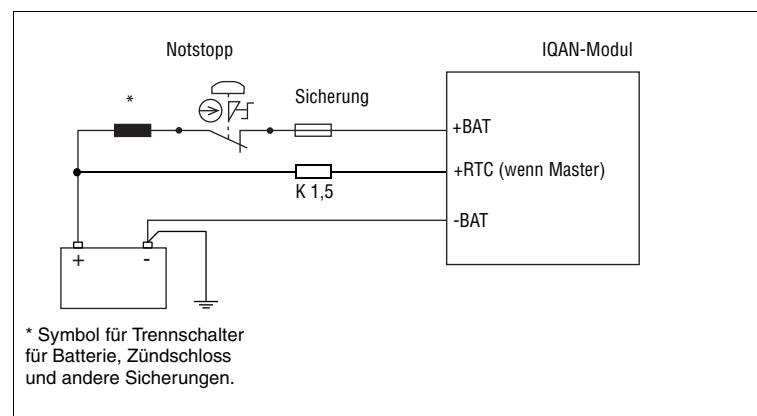 Notstopp
IQAN-Modul
*
Sicherung
+BAT
+RTC (wenn Master)
K 1,5
-BAT
+ -
* Symbol für Trennschalter
für Batterie, Zündschloss
und andere Sicherungen.